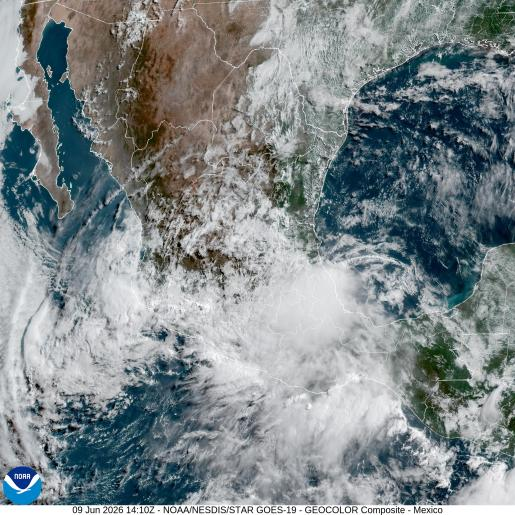 NOAA
09 Jun 2026 14:10Z - NOAA/NESDIS/STAR GOES-19 - GEOCOLOR Composite - Mexico